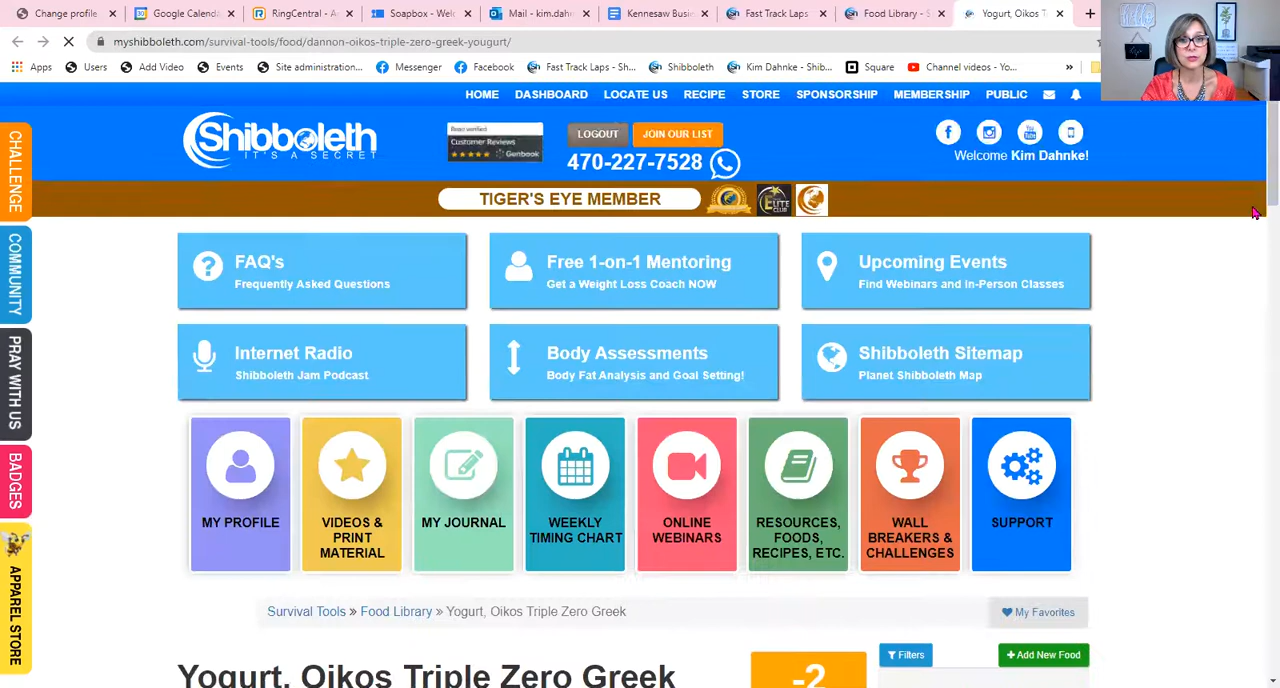 Change profile
Google Calend
RingCentral - A
Soapbox - Welc
Mail - kim.dahn
Kennesaw Busi
Fast Track Laps
Food Library - S
Yogurt, Oikos T
myshibboleth.com/survival-tools/food/dannon-oikos-triple-zero-greek-yougurt/
Apps
Users
Add Video
Events
Site administration...
Messenger
Facebook
Fast Track Laps - Sh...
Shibboleth
Kim Dahnke - Shib...
Square
Channel videos - Yo...
»
hello
HOME DASHBOARD LOCATE US RECIPE STORE SPONSORSHIP MEMBERSHIP PUBLIC
Shibboleth
IT'S A SECRET
Customer Reviews
Genbook
LOGOUT
JOIN OUR LIST
470-227-7528
Welcome Kim Dahnke!
TIGER'S EYE MEMBER
ELITE
CLUB
CHALLENGE
COMMUNITY
PRAY WITH US
BADGES
APPAREL STORE
FAQ's
Frequently Asked Questions
Free 1-on-1 Mentoring
Get a Weight Loss Coach NOW
Upcoming Events
Find Webinars and In-Person Classes
Internet Radio
Shibboleth Jam Podcast
Body Assessments
Body Fat Analysis and Goal Setting!
Shibboleth Sitemap
Planet Shibboleth Map
MY PROFILE
VIDEOS &
PRINT
MATERIAL
MY JOURNAL
WEEKLY
TIMING CHART
ONLINE
WEBINARS
RESOURCES,
FOODS,
RECIPES, ETC.
WALL
BREAKERS &
CHALLENGES
SUPPORT
Survival Tools » Food Library » Yogurt, Oikos Triple Zero Greek
My Favorites
Yogurt, Oikos Triple Zero Greek
-2
Filters
+ Add New Food